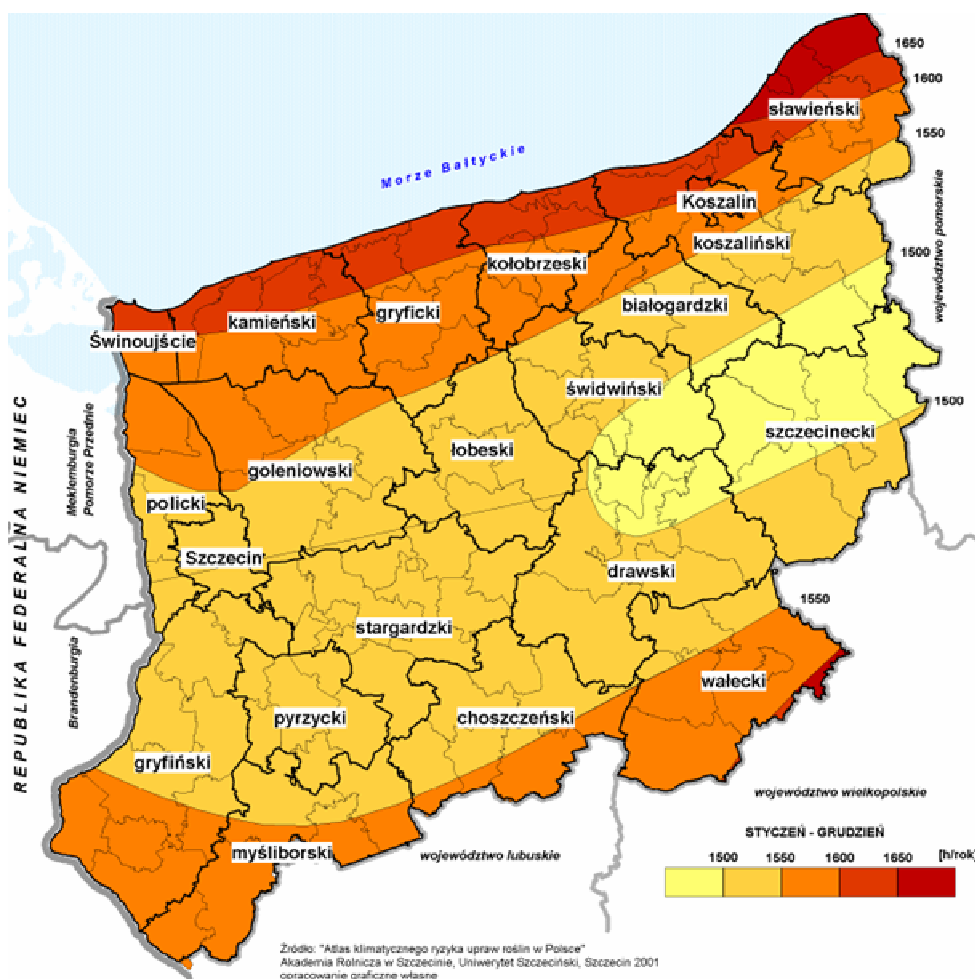 1650
1600
sławieński
1550
Morze Bałtyckie
Koszalin
województwo pomorskie
koszaliński
1500
kołobrzeski
białogardzki
gryficki
kamieński
Świnoujście
świdwiński
1500
szczecinecki
REPUBLIKA FEDERALNA NIEMIEC
Meklemburgia
Pomorze Przednie
łobeski
goleniowski
policki
Szczecin
drawski
1550
stargardzki
Brandenburgia
wałecki
pyrzycki
choszczeński
gryfiński
województwo wielkopolskie
myśliborski
województwo lubuskie
STYCZEŃ - GRUDZIEŃ
1500 1550 1600 1650 [h/rok]
Źródło: "Atlas klimatycznego ryzyka upraw roślin w Polsce"
Akademia Rolnicza w Szczecinie, Uniwersytet Szczeciński, Szczecin 2001
opracowanie graficzne własne